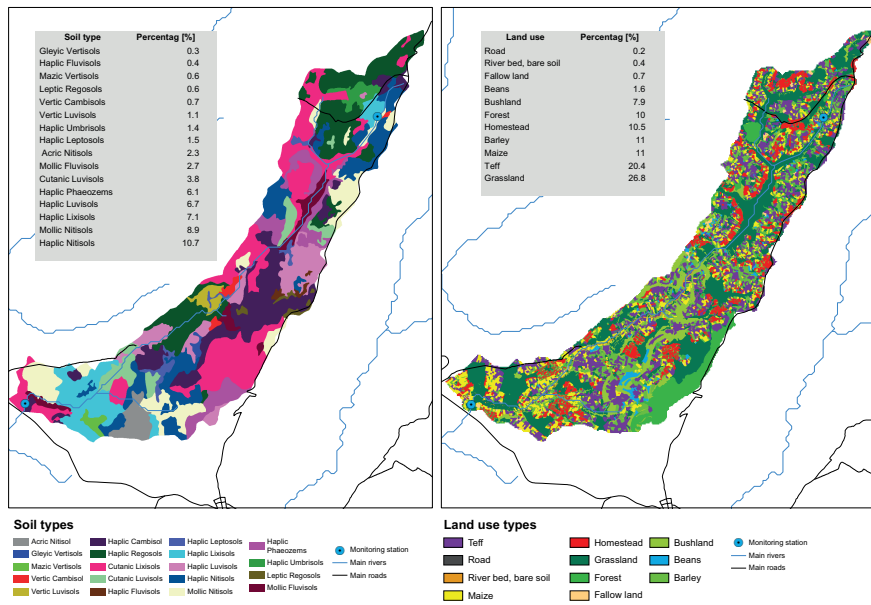 Soil type Percentag [%]
Gleyic Vertisols 0.3
Haplic Fluvisols 0.4
Mazic Vertisols 0.6
Leptic Regosols 0.6
Vertic Cambisols 0.7
Vertic Luvisols 1.1
Haplic Umbrisols 1.4
Haplic Leptosols 1.5
Acric Nitisols 2.3
Mollic Fluvisols 2.7
Cutanic Luvisols 3.8
Haplic Phaeozems 6.1
Haplic Luvisols 6.7
Haplic Lixisols 7.1
Mollic Nitisols 8.9
Haplic Nitisols 10.7
Land use Percentag [%]
Road 0.2
River bed, bare soil 0.4
Fallow land 0.7
Beans 1.6
Bushland 7.9
Forest 10
Homestead 10.5
Barley 11
Maize 11
Teff 20.4
Grassland 26.8
Soil types
Acric Nitisol
Gleyic Vertisols
Mazic Vertisols
Vertic Cambisol
Vertic Luvisols
Haplic Cambisol
Haplic Regosols
Cutanic Lixisols
Cutanic Luvisols
Haplic Fluvisols
Haplic Leptosols
Haplic Lixisols
Haplic Luvisols
Haplic Nitisols
Mollic Nitisols
Haplic
Phaeozems
Haplic Umbrisols
Leptic Regosols
Mollic Fluvisols
Monitoring station
Main rivers
Main roads
Land use types
Teff
Road
River bed, bare soil
Maize
Homestead
Grassland
Forest
Fallow land
Bushland
Beans
Barley
Monitoring station
Main rivers
Main roads